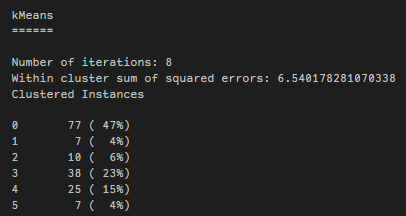 kMeans
======
Number of iterations: 8
Within cluster sum of squared errors: 6.540178281070338
Clustered Instances
0        77 ( 47%)
1         7 (  4%)
2        10 (  6%)
3        38 ( 23%)
4        25 ( 15%)
5         7 (  4%)